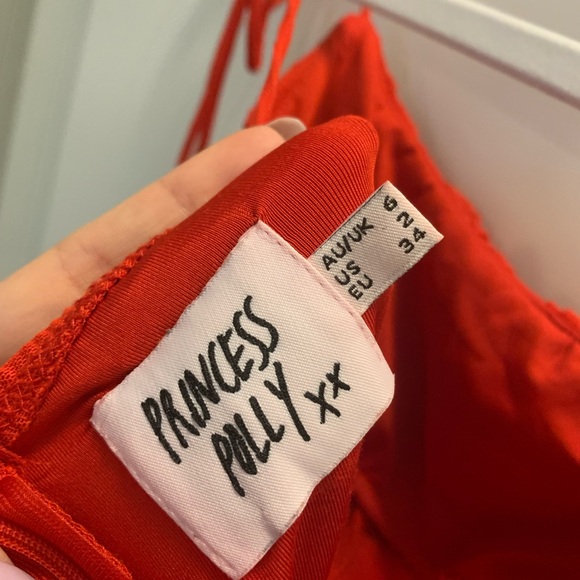 PRINCESS
POLLY xx
AU/UK 6
US 2
EU 34